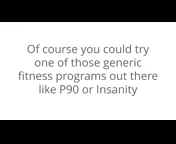 Of course you could try
one of those generic
fitness programs out there
like P90 or Insanity